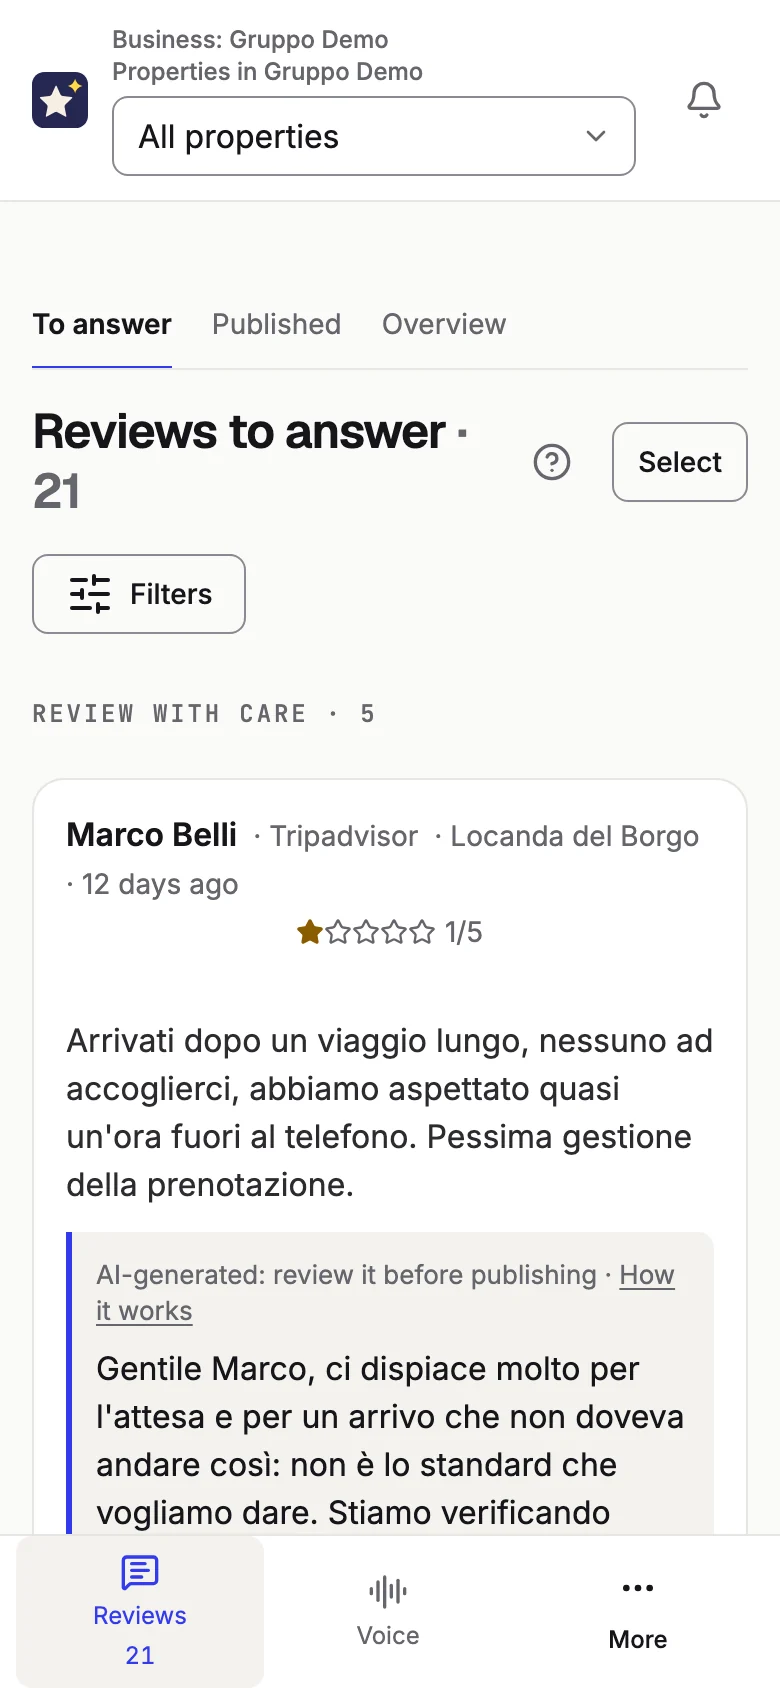 Business: Gruppo Demo
Properties in Gruppo Demo
All properties
To answer Published Overview
Reviews to answer ·
21
Select
Filters
REVIEW WITH CARE · 5
Marco Belli · Tripadvisor · Locanda del Borgo
· 12 days ago
1/5
Arrivati dopo un viaggio lungo, nessuno ad
accoglierci, abbiamo aspettato quasi
un'ora fuori al telefono. Pessima gestione
della prenotazione.
AI-generated: review it before publishing · How
it works
Gentile Marco, ci dispiace molto per
l'attesa e per un arrivo che non doveva
andare così: non è lo standard che
vogliamo dare. Stiamo verificando
Reviews
21
Voice
More